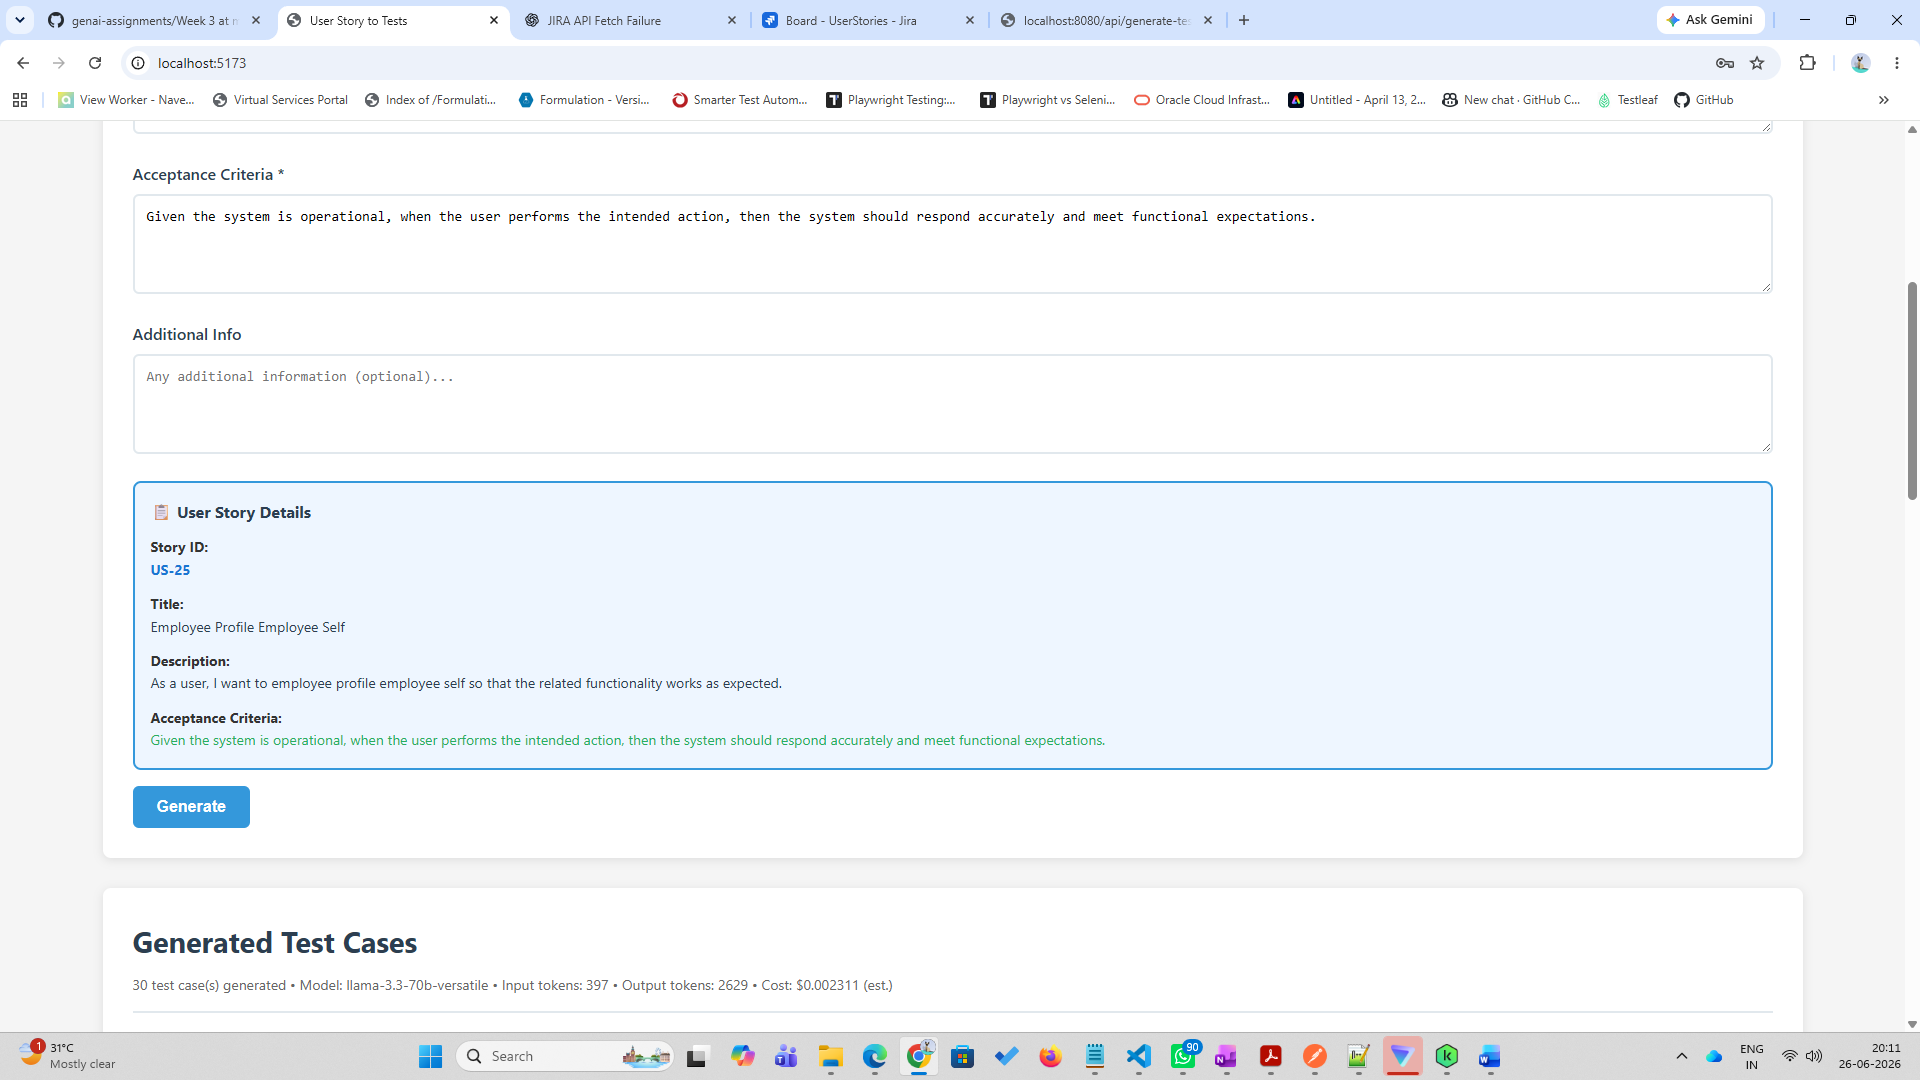 genai-assignments/Week 3 at m
User Story to Tests
JIRA API Fetch Failure
Board - UserStories - Jira
localhost:8080/api/generate-tes
Ask Gemini
localhost:5173
View Worker - Nave...
Virtual Services Portal
Index of /Formulati...
Formulation - Versi...
Smarter Test Autom...
Playwright Testing:...
Playwright vs Seleni...
Oracle Cloud Infrast...
Untitled - April 13, 2...
New chat · GitHub C...
Testleaf
GitHub
Acceptance Criteria *
Given the system is operational, when the user performs the intended action, then the system should respond accurately and meet functional expectations.
Additional Info
Any additional information (optional)...
User Story Details
Story ID:
US-25
Title:
Employee Profile Employee Self
Description:
As a user, I want to employee profile employee self so that the related functionality works as expected.
Acceptance Criteria:
Given the system is operational, when the user performs the intended action, then the system should respond accurately and meet functional expectations.
Generate
Generated Test Cases
30 test case(s) generated • Model: llama-3.3-70b-versatile • Input tokens: 397 • Output tokens: 2629 • Cost: $0.002311 (est.)
1
31°C
Mostly clear
Search
90
ENG
IN
20:11
26-06-2026